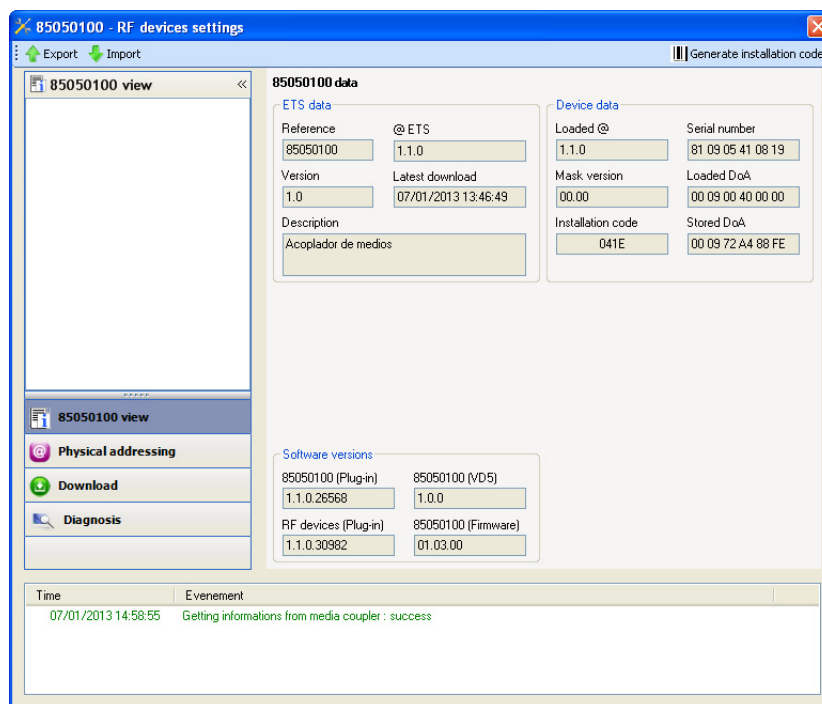 85050100 - RF devices settings
Export Import Generate installation code
85050100 view
85050100 view
Physical addressing
Download
Diagnosis
85050100 data
ETS data
Reference @ ETS
85050100 1.1.0
Version Latest download
1.0 07/01/2013 13:46:49
Description
Acoplador de medios
Device data
Loaded @ Serial number
1.1.0 81 09 05 41 08 19
Mask version Loaded DoA
00.00 00 09 00 40 00 00
Installation code Stored DoA
041E 00 09 72 A4 88 FE
Software versions
85050100 (Plug-in) 85050100 (VD5)
1.1.0.26568 1.0.0
RF devices (Plug-in) 85050100 (Firmware)
1.1.0.30982 01.03.00
Time Evenement
07/01/2013 14:58:55 Getting informations from media coupler : success